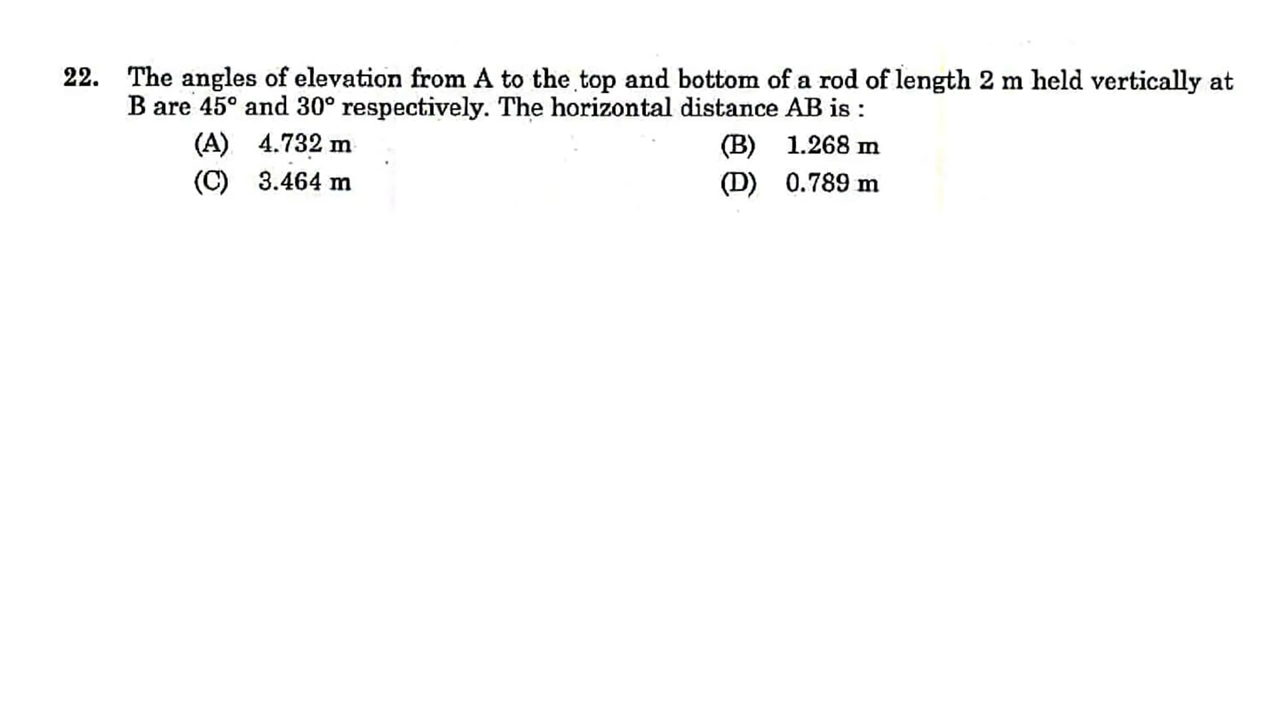 22. The angles of elevation from A to the top and bottom of a rod of length 2 m held vertically at
B are 45° and 30° respectively. The horizontal distance AB is :
(A) 4.732 m (B) 1.268 m
(C) 3.464 m (D) 0.789 m